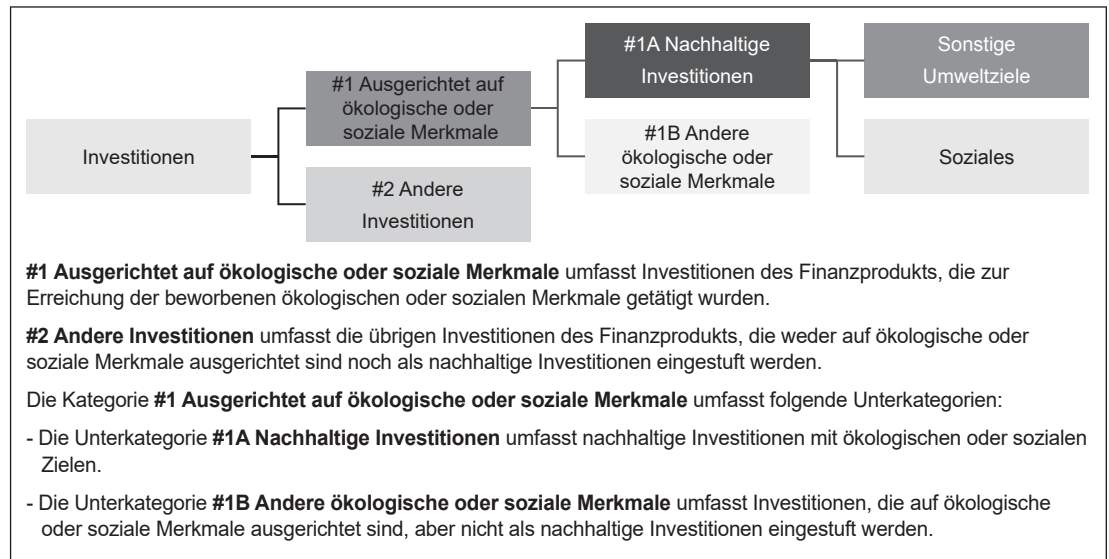 #1A Nachhaltige
Investitionen
Sonstige
Umweltziele
#1 Ausgerichtet auf
ökologische oder
soziale Merkmale
Investitionen
#1B Andere
ökologische oder
soziale Merkmale
Soziales
#2 Andere
Investitionen
#1 Ausgerichtet auf ökologische oder soziale Merkmale umfasst Investitionen des Finanzprodukts, die zur
Erreichung der beworbenen ökologischen oder sozialen Merkmale getätigt wurden.
#2 Andere Investitionen umfasst die übrigen Investitionen des Finanzprodukts, die weder auf ökologische oder
soziale Merkmale ausgerichtet sind noch als nachhaltige Investitionen eingestuft werden.
Die Kategorie #1 Ausgerichtet auf ökologische oder soziale Merkmale umfasst folgende Unterkategorien:
- Die Unterkategorie #1A Nachhaltige Investitionen umfasst nachhaltige Investitionen mit ökologischen oder sozialen
Zielen.
- Die Unterkategorie #1B Andere ökologische oder soziale Merkmale umfasst Investitionen, die auf ökologische
oder soziale Merkmale ausgerichtet sind, aber nicht als nachhaltige Investitionen eingestuft werden.